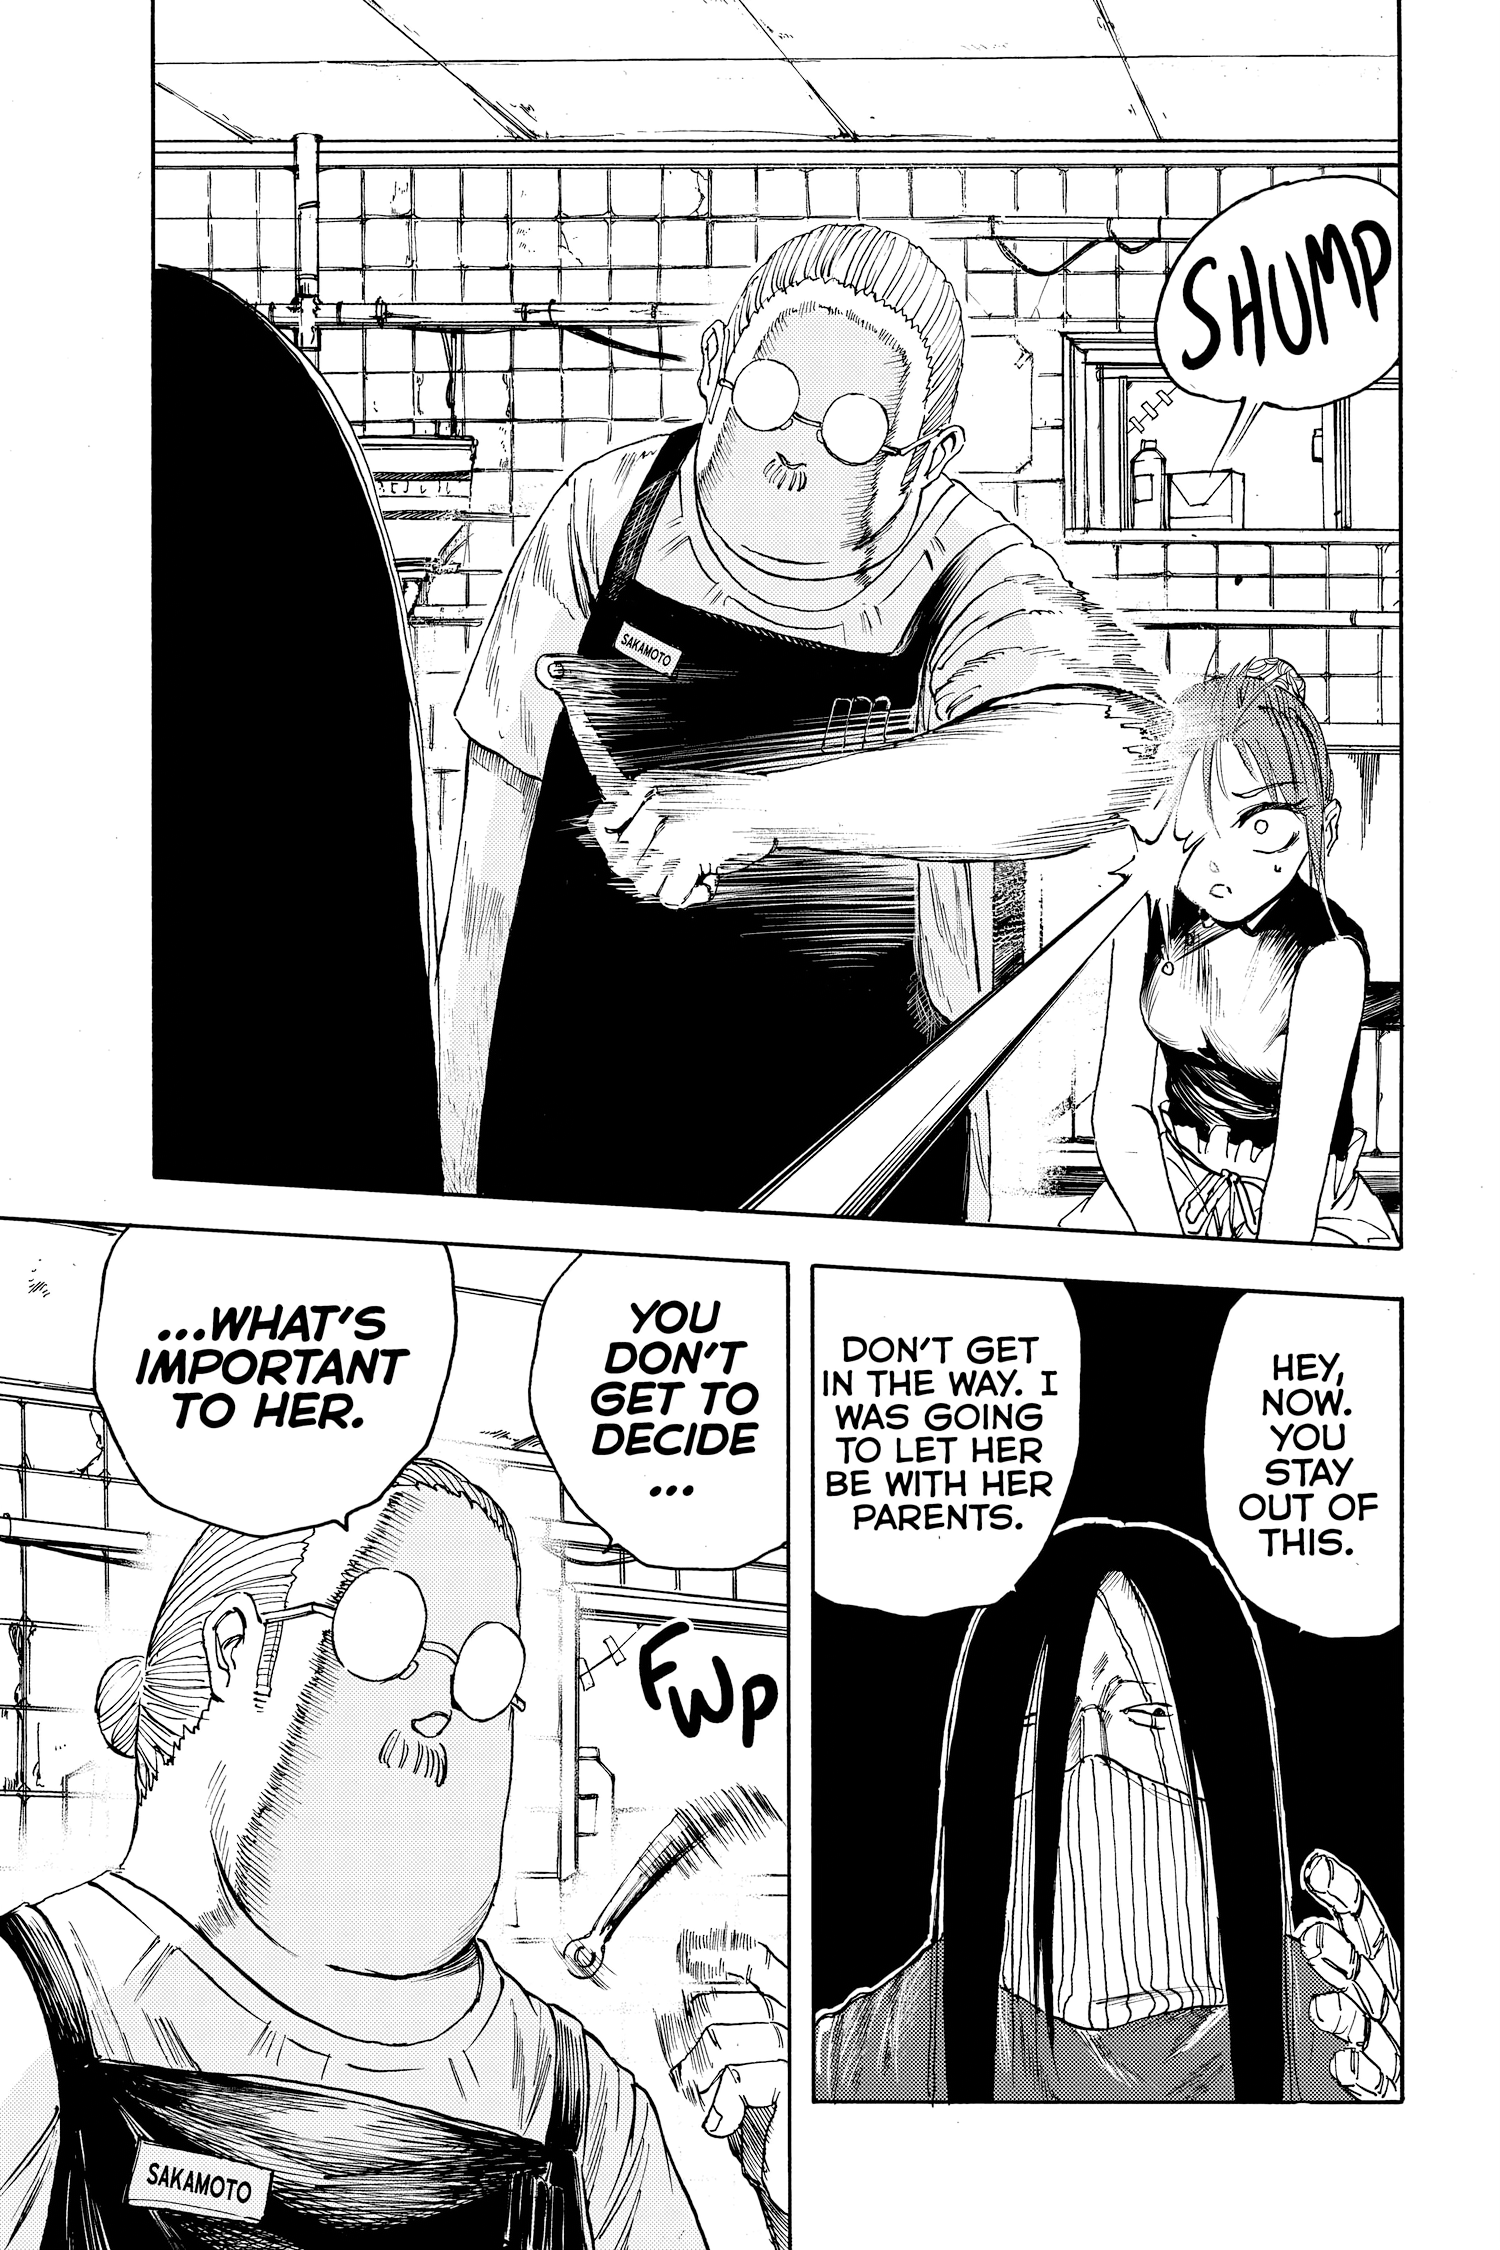 SHUMP
SAKAMOTO
HEY,
NOW.
YOU
STAY
OUT OF
THIS.
DON'T GET
IN THE WAY. I
WAS GOING
TO LET HER
BE WITH HER
PARENTS.
YOU
DON'T
GET TO
DECIDE
...
...WHAT'S
IMPORTANT
TO HER.
FWP
SAKAMOTO